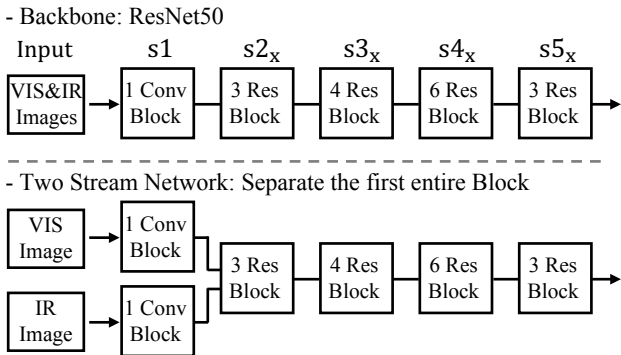 - Backbone: ResNet50
Input s1 s2x s3x s4x s5x
VIS&IR Images
1 Conv Block
3 Res Block
4 Res Block
6 Res Block
3 Res Block
- Two Stream Network: Separate the first entire Block
VIS Image
1 Conv Block
IR Image
1 Conv Block
3 Res Block
4 Res Block
6 Res Block
3 Res Block